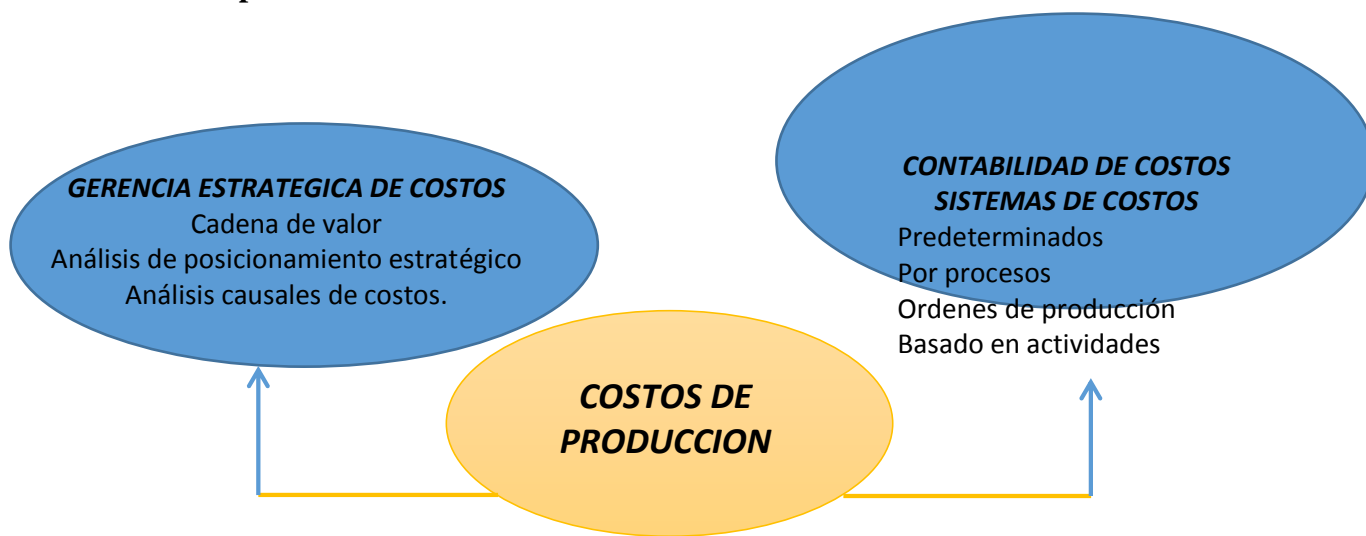 GERENCIA ESTRATEGICA DE COSTOS
Cadena de valor
Análisis de posicionamiento estratégico
Análisis causales de costos.
CONTABILIDAD DE COSTOS
SISTEMAS DE COSTOS
Predeterminados
Por procesos
Ordenes de producción
Basado en actividades
COSTOS DE
PRODUCCION